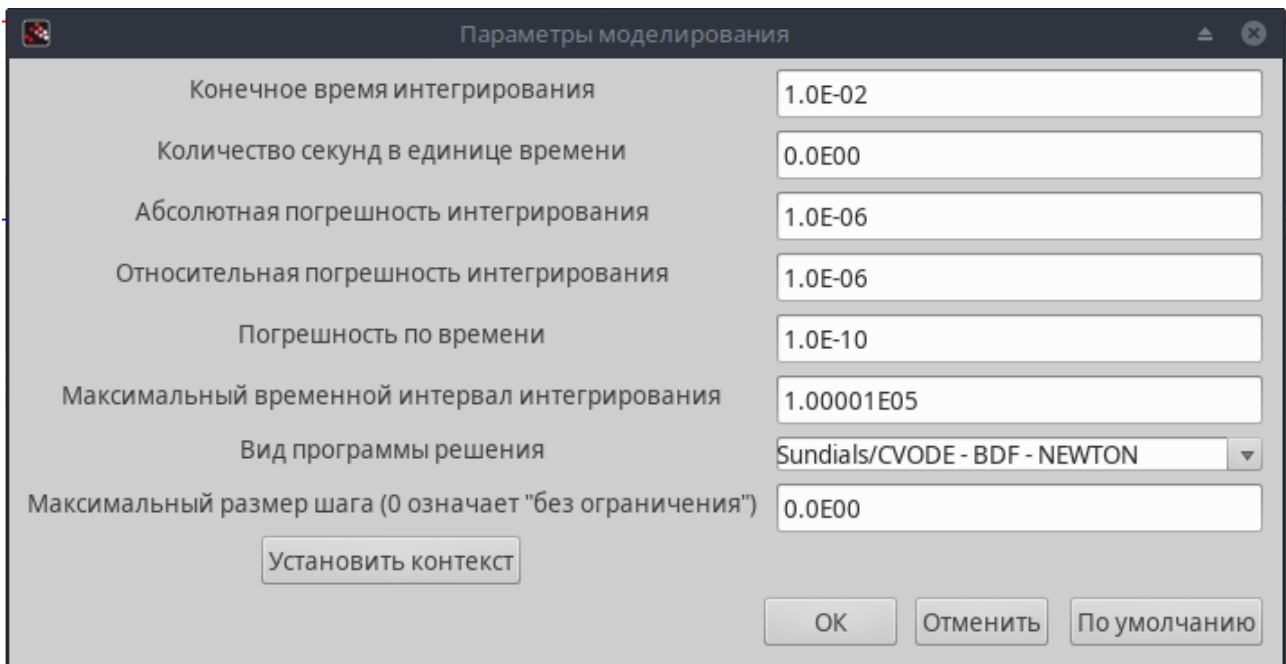 Параметры моделирования
Конечное время интегрирования 1.0E-02
Количество секунд в единице времени 0.0E00
Абсолютная погрешность интегрирования 1.0E-06
Относительная погрешность интегрирования 1.0E-06
Погрешность по времени 1.0E-10
Максимальный временной интервал интегрирования 1.00001E05
Вид программы решения Sundials/CVODE - BDF - NEWTON
Максимальный размер шага (0 означает "без ограничения") 0.0E00
Установить контекст
ОК Отменить По умолчанию